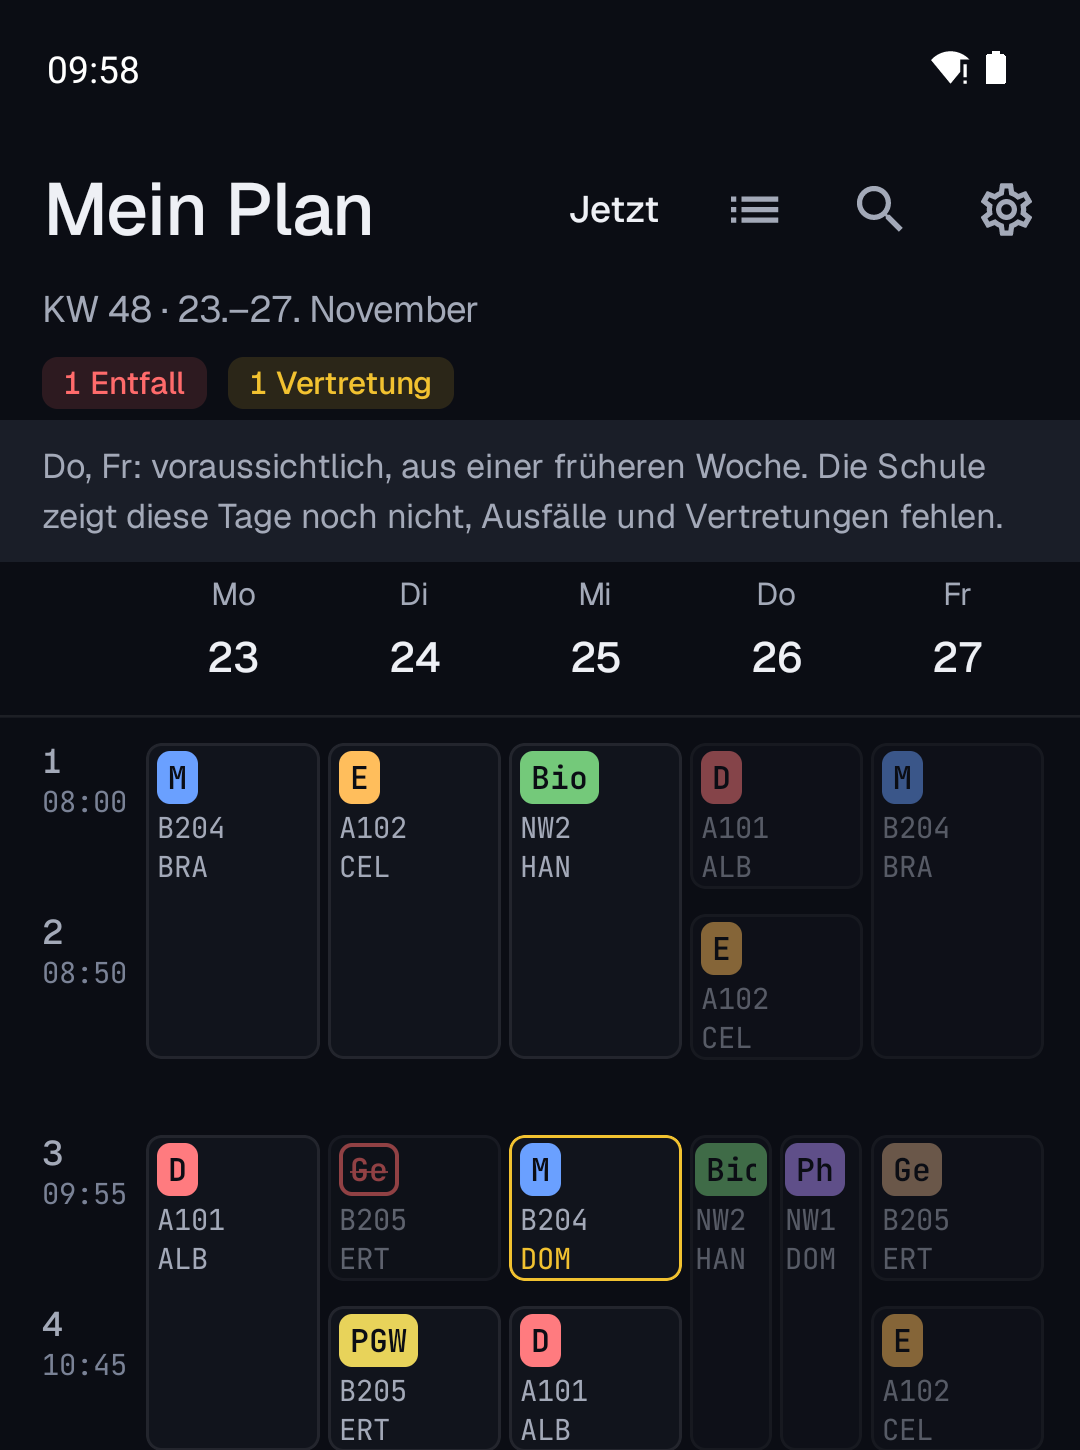 09:58
Mein Plan
Jetzt
KW 48 · 23.–27. November
1 Entfall
1 Vertretung
Do, Fr: voraussichtlich, aus einer früheren Woche. Die Schule
zeigt diese Tage noch nicht, Ausfälle und Vertretungen fehlen.
Mo Di Mi Do Fr
23 24 25 26 27
1
08:00
M
B204
BRA
E
A102
CEL
Bio
NW2
HAN
D
A101
ALB
M
B204
BRA
2
08:50
E
A102
CEL
3
09:55
D
A101
ALB
Ge
B205
ERT
M
B204
DOM
Bio
NW2
HAN
Ph
NW1
DOM
Ge
B205
ERT
4
10:45
PGW
B205
ERT
D
A101
ALB
E
A102
CEL